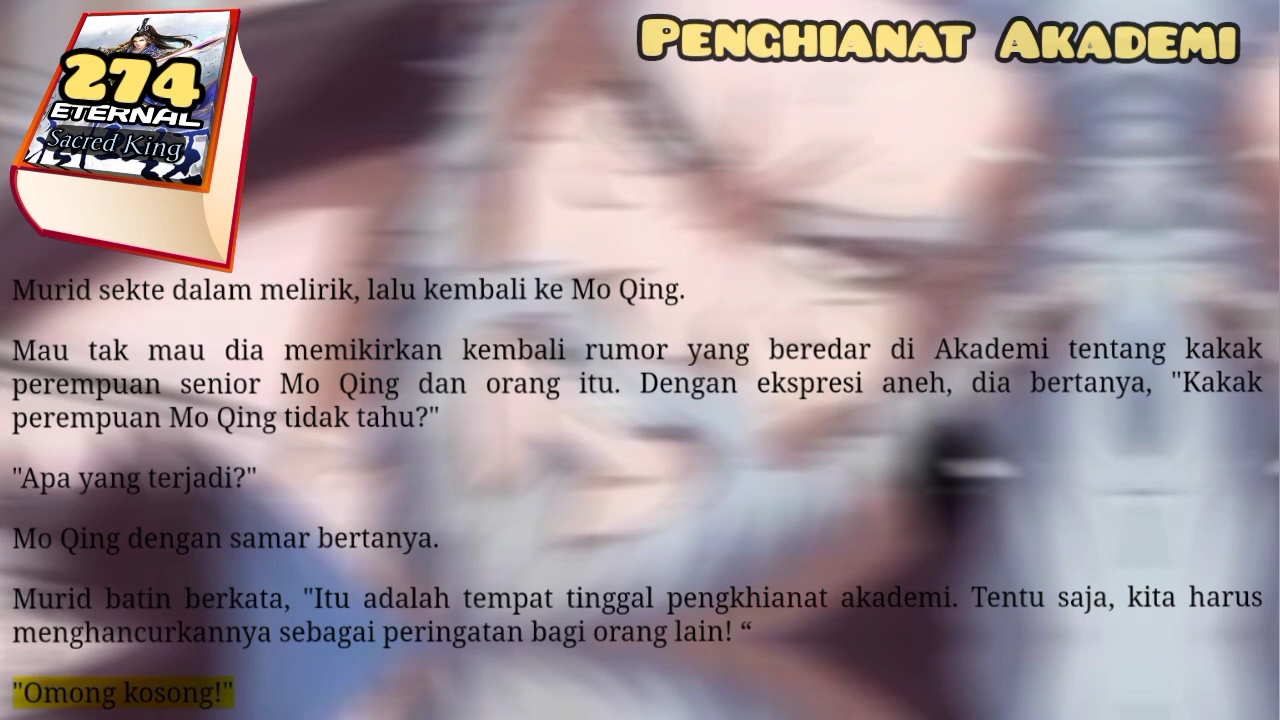 Penghianat Akademi
274
ETERNAL
Sacred King
Murid sekte dalam melirik, lalu kembali ke Mo Qing.
Mau tak mau dia memikirkan kembali rumor yang beredar di Akademi tentang kakak
perempuan senior Mo Qing dan orang itu. Dengan ekspresi aneh, dia bertanya, "Kakak
perempuan Mo Qing tidak tahu?"
"Apa yang terjadi?"
Mo Qing dengan samar bertanya.
Murid batin berkata, "Itu adalah tempat tinggal pengkhianat akademi. Tentu saja, kita harus
menghancurkannya sebagai peringatan bagi orang lain! “
"Omong kosong!"